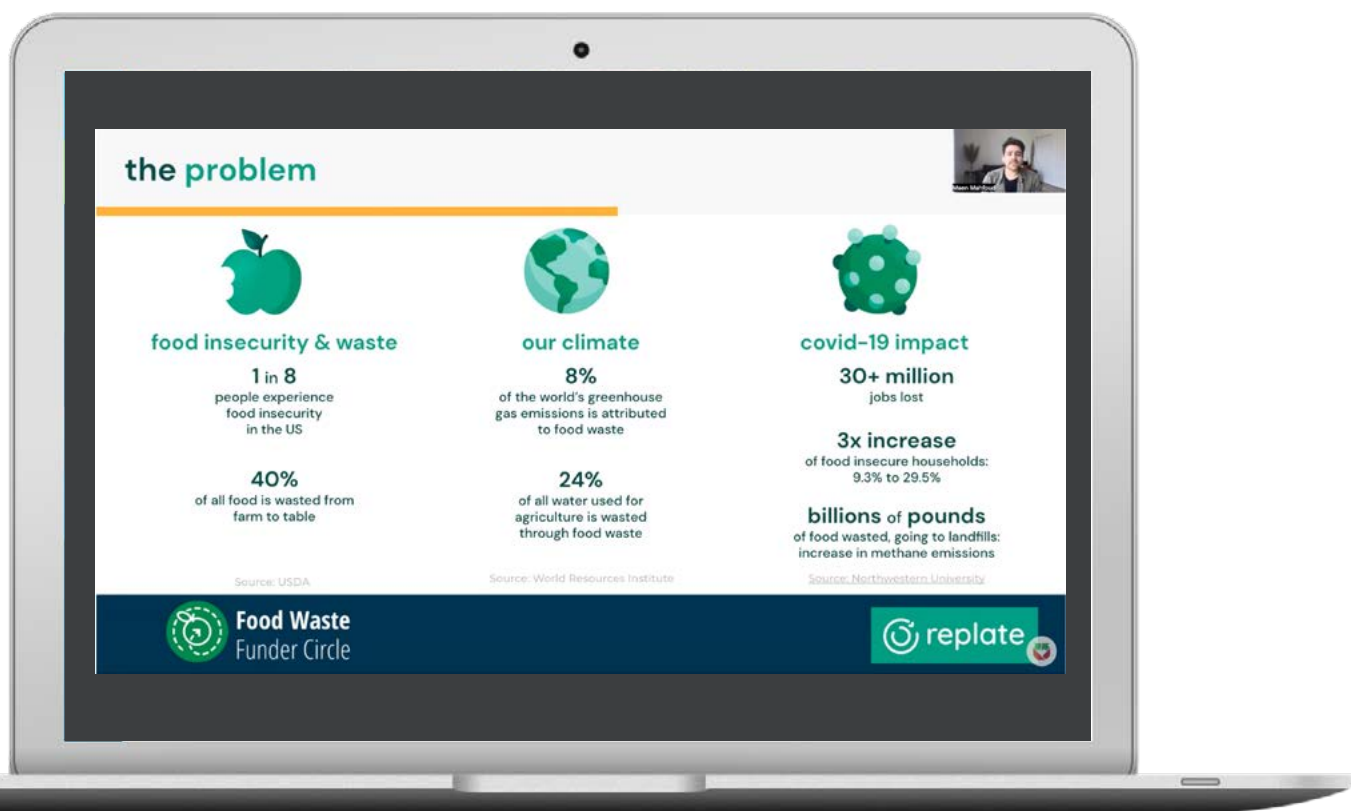 the problem
Maen Mahfoud
food insecurity & waste
1 in 8
people experience
food insecurity
in the US
40%
of all food is wasted from
farm to table
Source: USDA
our climate
8%
of the world's greenhouse
gas emissions is attributed
to food waste
24%
of all water used for
agriculture is wasted
through food waste
Source: World Resources Institute
covid-19 impact
30+ million
jobs lost
3x increase
of food insecure households:
9.3% to 29.5%
billions of pounds
of food wasted, going to landfills:
increase in methane emissions
Source: Northwestern University
Food Waste
Funder Circle
replate